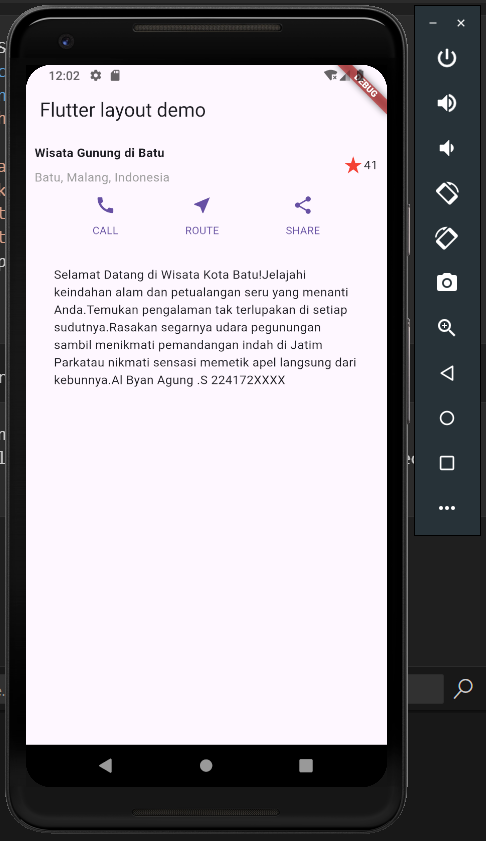 12:02
DEBUG
Flutter layout demo
Wisata Gunung di Batu
41
Batu, Malang, Indonesia
CALL ROUTE SHARE
Selamat Datang di Wisata Kota Batu!Jelajahi
keindahan alam dan petualangan seru yang menanti
Anda.Temukan pengalaman tak terlupakan di setiap
sudutnya.Rasakan segarnya udara pegunungan
sambil menikmati pemandangan indah di Jatim
Parkatau nikmati sensasi memetik apel langsung dari
kebunnya.Al Byan Agung .S 224172XXXX